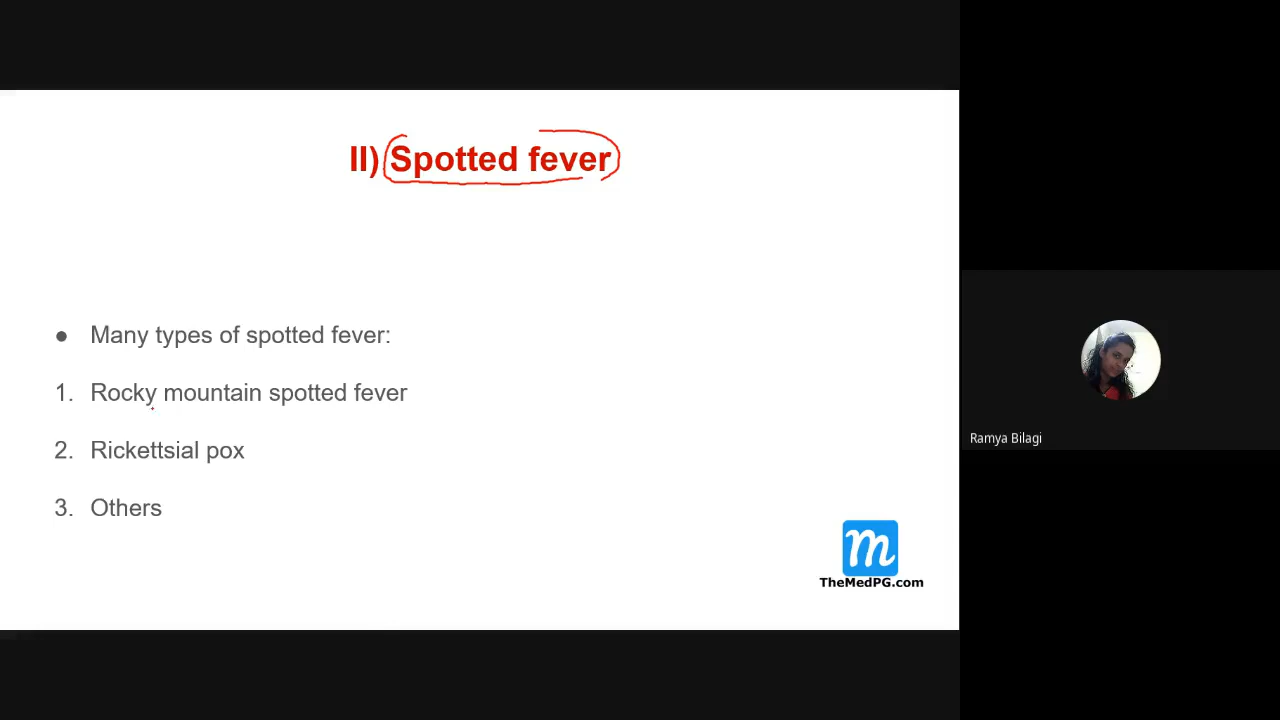 II) Spotted fever
● Many types of spotted fever:
1. Rocky mountain spotted fever
2. Rickettsial pox
3. Others
m
TheMedPG.com
Ramya Bilagi